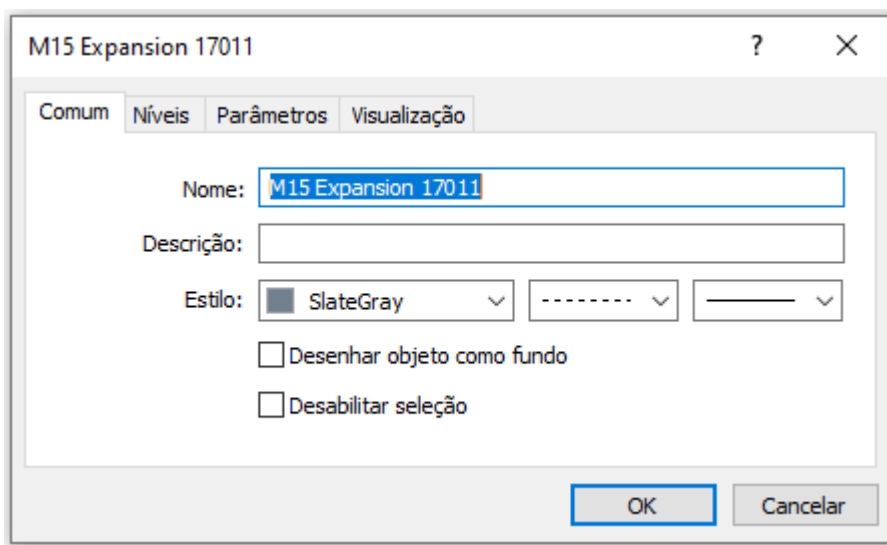 M15 Expansion 17011 ?
Comum Níveis Parâmetros Visualização
Nome: M15 Expansion 17011
Descrição:
Estilo: SlateGray
Desenhar objeto como fundo
Desabilitar seleção
OK Cancelar